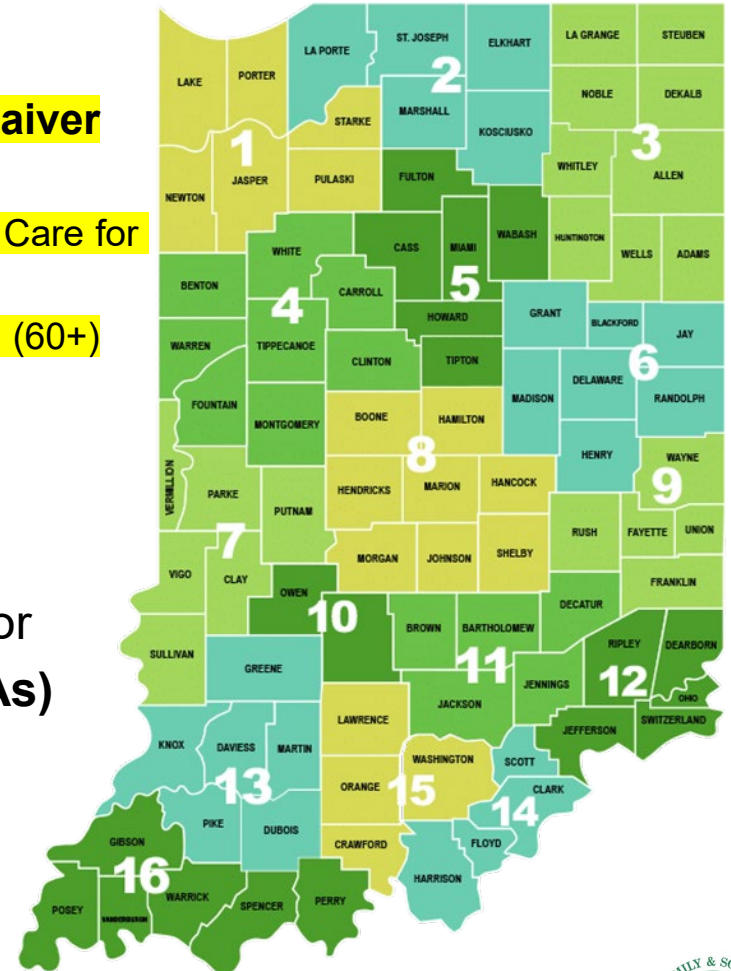 aiver
Care for
(60+)
or
As)
LAKE
PORTER
LA PORTE
ST. JOSEPH
ELKHART
LA GRANGE
STEUBEN
2
NOBLE
DEKALB
STARKE
MARSHALL
KOSCIUSKO
1
3
NEWTON
JASPER
PULASKI
FULTON
WHITLEY
ALLEN
WHITE
CASS
MIAMI
WABASH
HUNTINGTON
WELLS
ADAMS
BENTON
CARROLL
5
4
HOWARD
GRANT
BLACKFORD
JAY
WARREN
TIPPECANOE
CLINTON
TIPTON
MADISON
DELAWARE
6
RANDOLPH
FOUNTAIN
MONTGOMERY
BOONE
HAMILTON
HENRY
WAYNE
8
9
VERMILLION
PARKE
PUTNAM
HENDRICKS
MARION
HANCOCK
RUSH
FAYETTE
UNION
7
VIGO
CLAY
MORGAN
JOHNSON
SHELBY
FRANKLIN
OWEN
10
DECATUR
SULLIVAN
GREENE
BROWN
BARTHOLOMEW
11
RIPLEY
DEARBORN
12
OHIO
JENNINGS
JACKSON
SWITZERLAND
JEFFERSON
LAWRENCE
KNOX
DAVIESS
MARTIN
WASHINGTON
SCOTT
13
ORANGE
15
CLARK
14
PIKE
DUBOIS
CRAWFORD
FLOYD
GIBSON
HARRISON
16
POSEY
VANDERBURGH
WARRICK
SPENCER
PERRY
MILY & SO